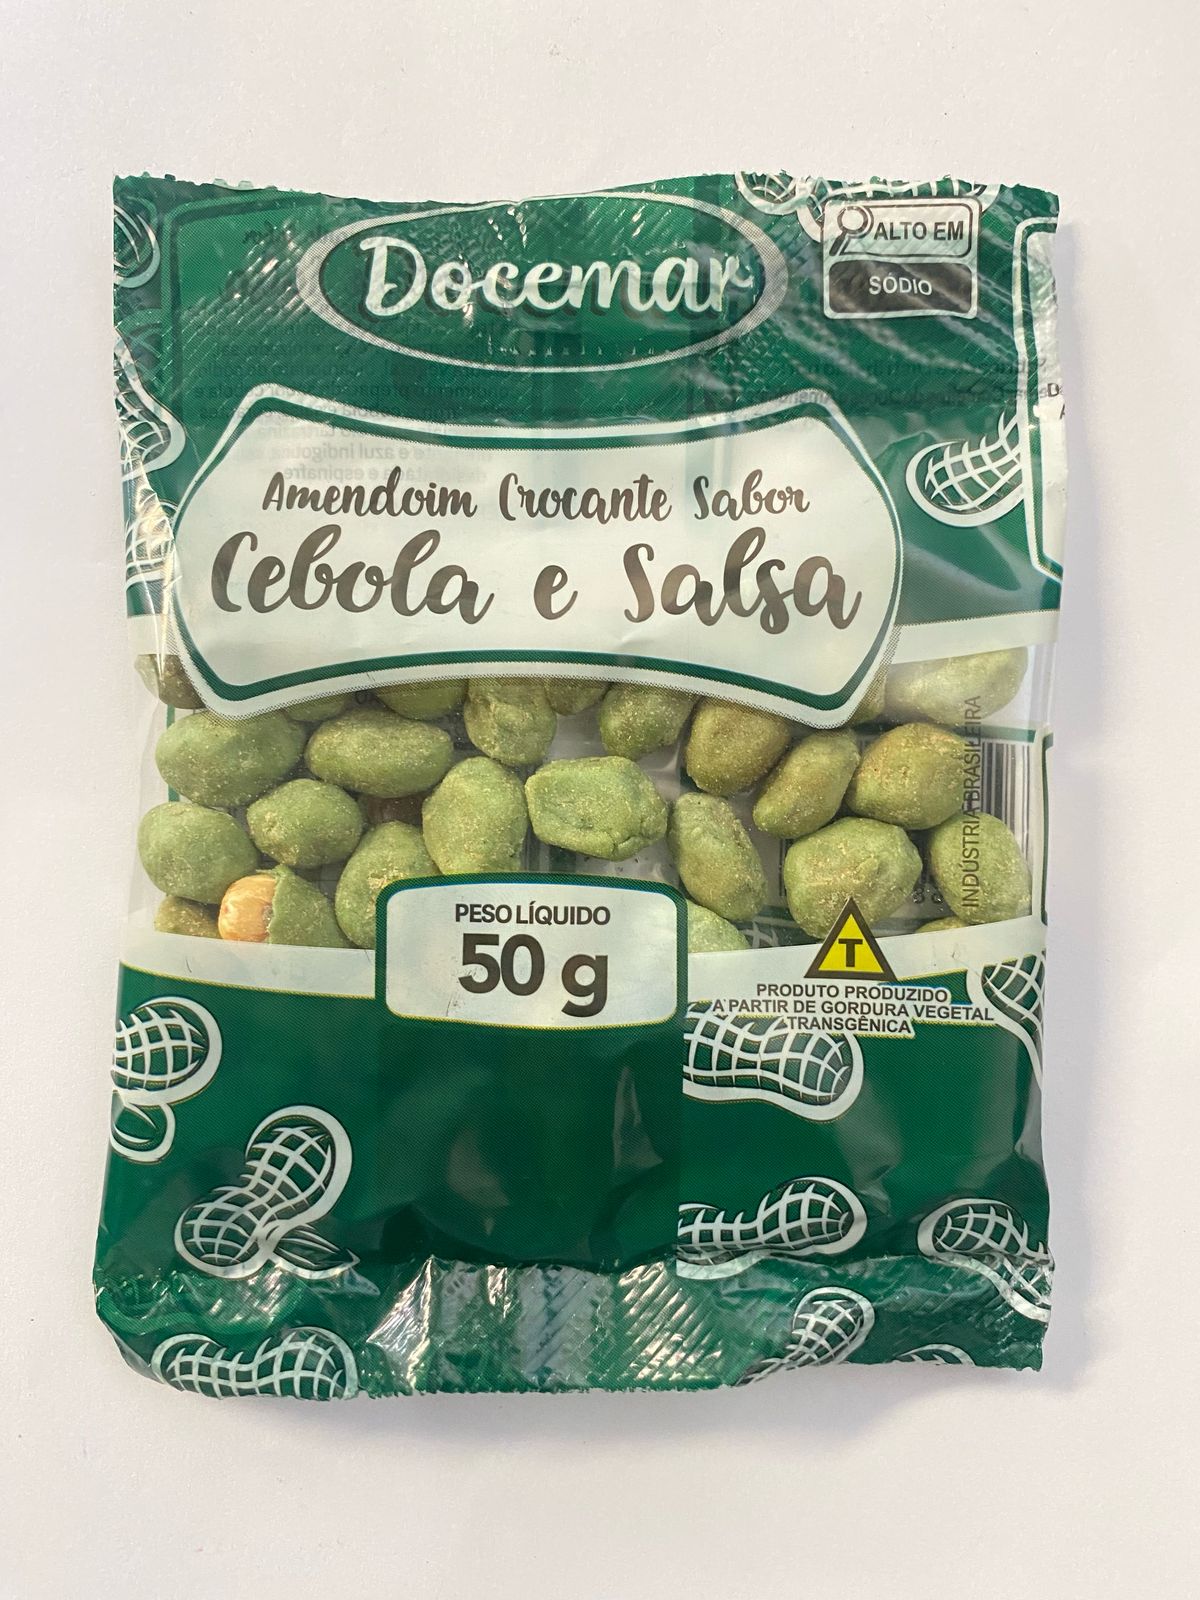 Docemar
ALTO EM
SÓDIO
Amendoim Crocante Sabor
Cebola e Salsa
INDÚSTRIA BRASILEIRA
PESO LÍQUIDO
50 g
T
PRODUTO PRODUZIDO
A PARTIR DE GORDURA VEGETAL
TRANSGÊNICA